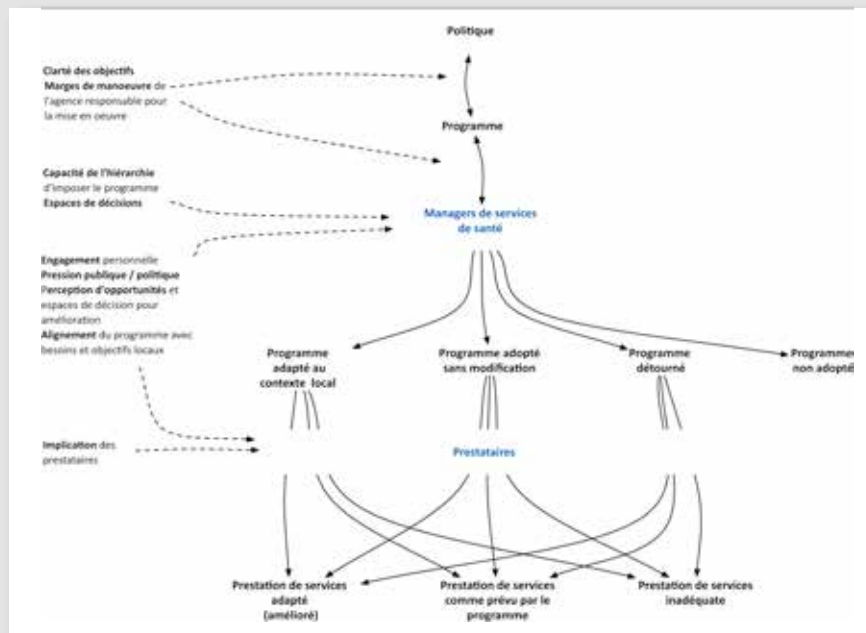 Politique
Clarté des objectifs
Marges de manoeuvre de
l'agence responsable pour
la mise en oeuvre
Programme
Capacité de l'hiérarchie
d'imposer le programme
Espaces de décisions
Managers de services
de santé
Engagement personnelle
Pression publique / politique
Perception d'opportunités et
espaces de décision pour
amélioration
Alignement du programme avec
besoins et objectifs locaux
Programme
adapté au
contexte local
Programme adopté
sans modification
Programme
détourné
Programmes
non adopté
Implication des
prestataires
Prestataires
Prestation de services
adapté
(amélioré)
Prestation de services
comme prévu par le
programme
Prestation de services
inadéquate